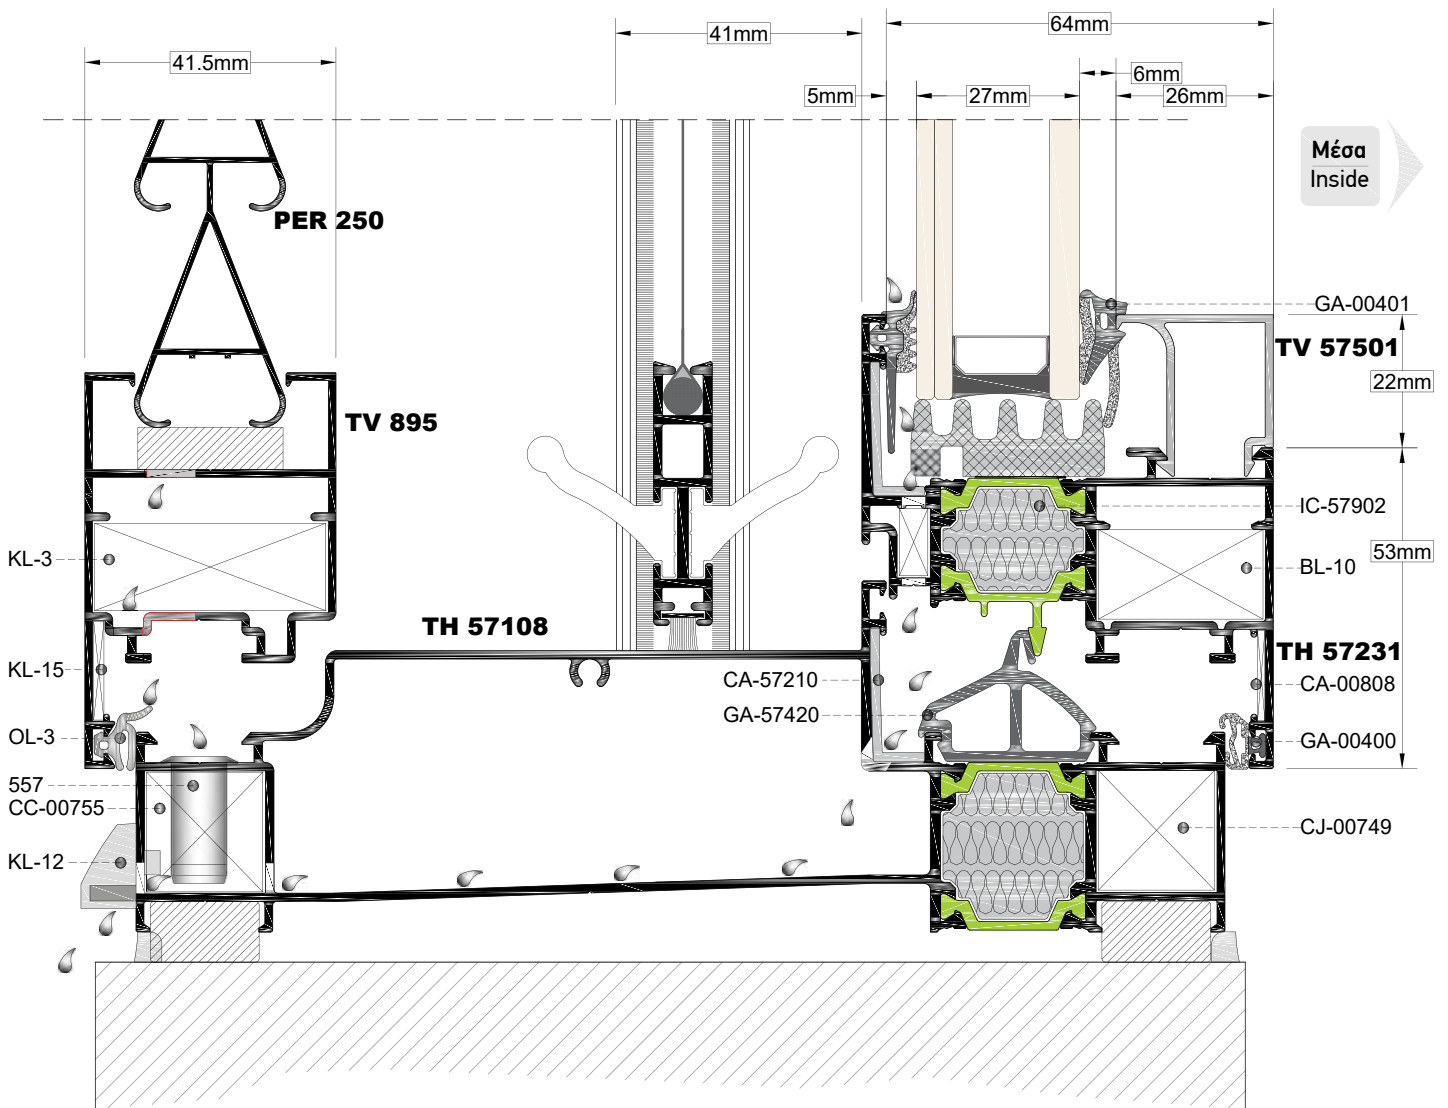 64mm
41mm
41.5mm
6mm
5mm
27mm
26mm
Μέσα
Inside
PER 250
GA-00401
TV 57501
22mm
TV 895
IC-57902
53mm
KL-3
BL-10
TH 57108
TH 57231
KL-15
CA-57210
CA-00808
GA-57420
OL-3
GA-00400
557
CC-00755
CJ-00749
KL-12